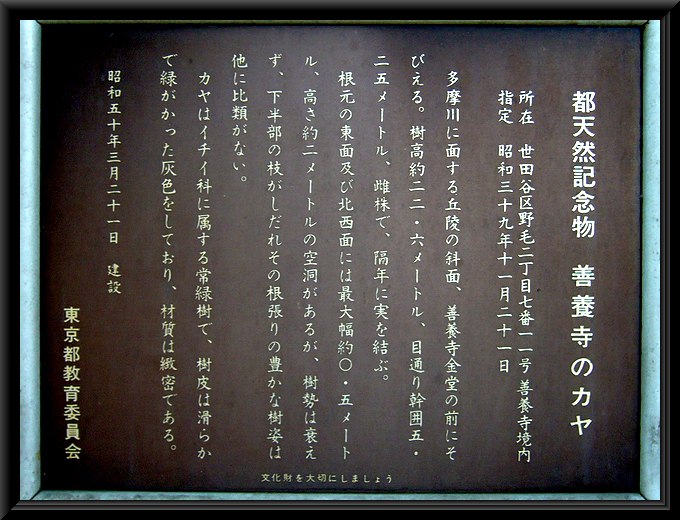 都天然記念物　善養寺のカヤ
所在　世田谷区野毛二丁目七番一一号 善養寺境内
指定　昭和三十九年十一月二十一日
多摩川に面する丘陵の斜面、善養寺金堂の前にそ
びえる。樹高約二二・六メートル、目通り幹囲五・
二五メートル、雌株で、隔年に実を結ぶ。
根元の東面及び北西面には最大幅約〇・五メート
ル、高さ約二メートルの空洞があるが、樹勢は衰え
ず、下半部の枝がしだれその根張りの豊かな樹姿は
他に比類がない。
カヤはイチイ科に属する常緑樹で、樹皮は滑らか
で緑がかった灰色をしており、材質は緻密である。
昭和五十年三月二十一日　建設
東京都教育委員会
文化財を大切にしましょう